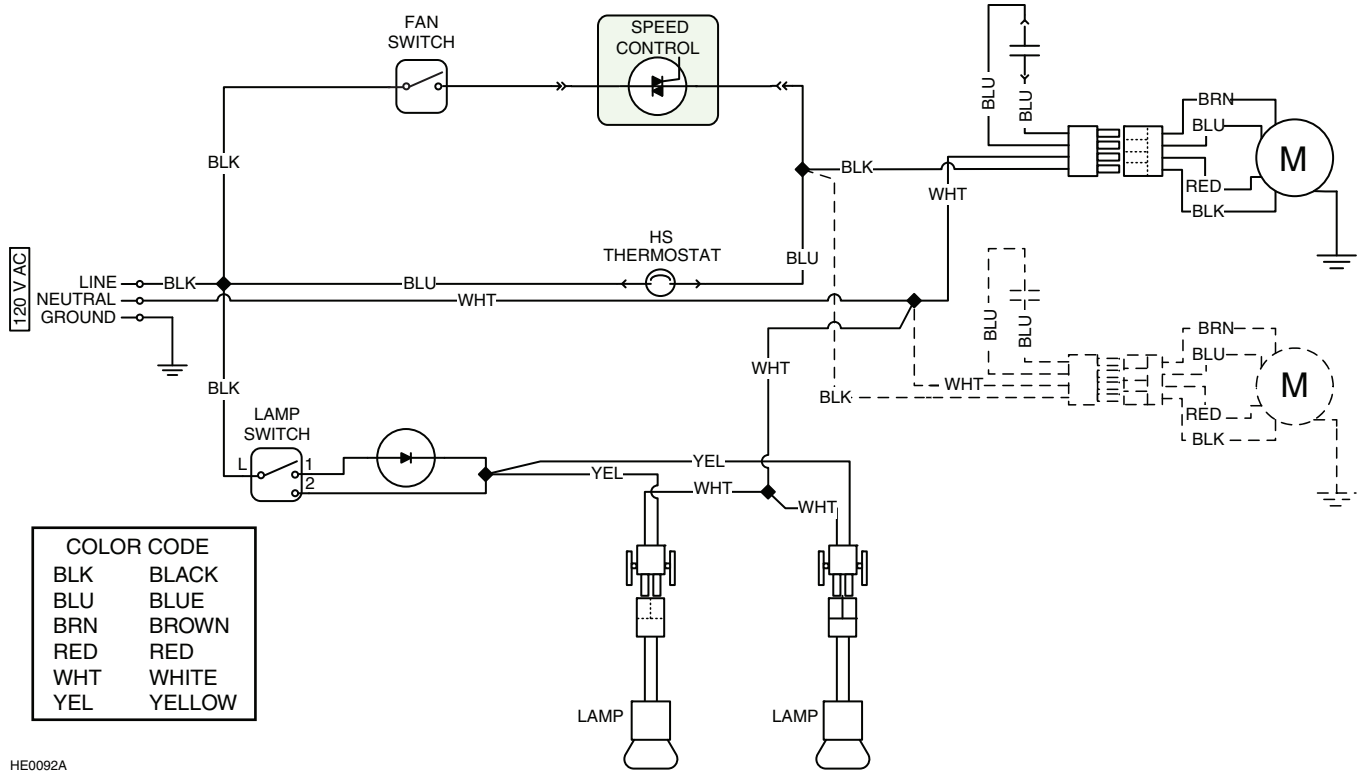 FAN
SWITCH
SPEED
CONTROL
BLU
BLU
BRN
BLU
M
RED
BLK
BLK
BLK
WHT
HS
THERMOSTAT
BLU
120 V AC
LINE
BLK
BLU
NEUTRAL
WHT
GROUND
BLU
BLU
BRN
BLU
M
RED
BLK
WHT
BLK
WHT
BLK
LAMP
SWITCH
L
1
2
YEL
YEL
WHT
WHT
COLOR CODE
BLK BLACK
BLU BLUE
BRN BROWN
RED RED
WHT WHITE
YEL YELLOW
LAMP
LAMP
HE0092A